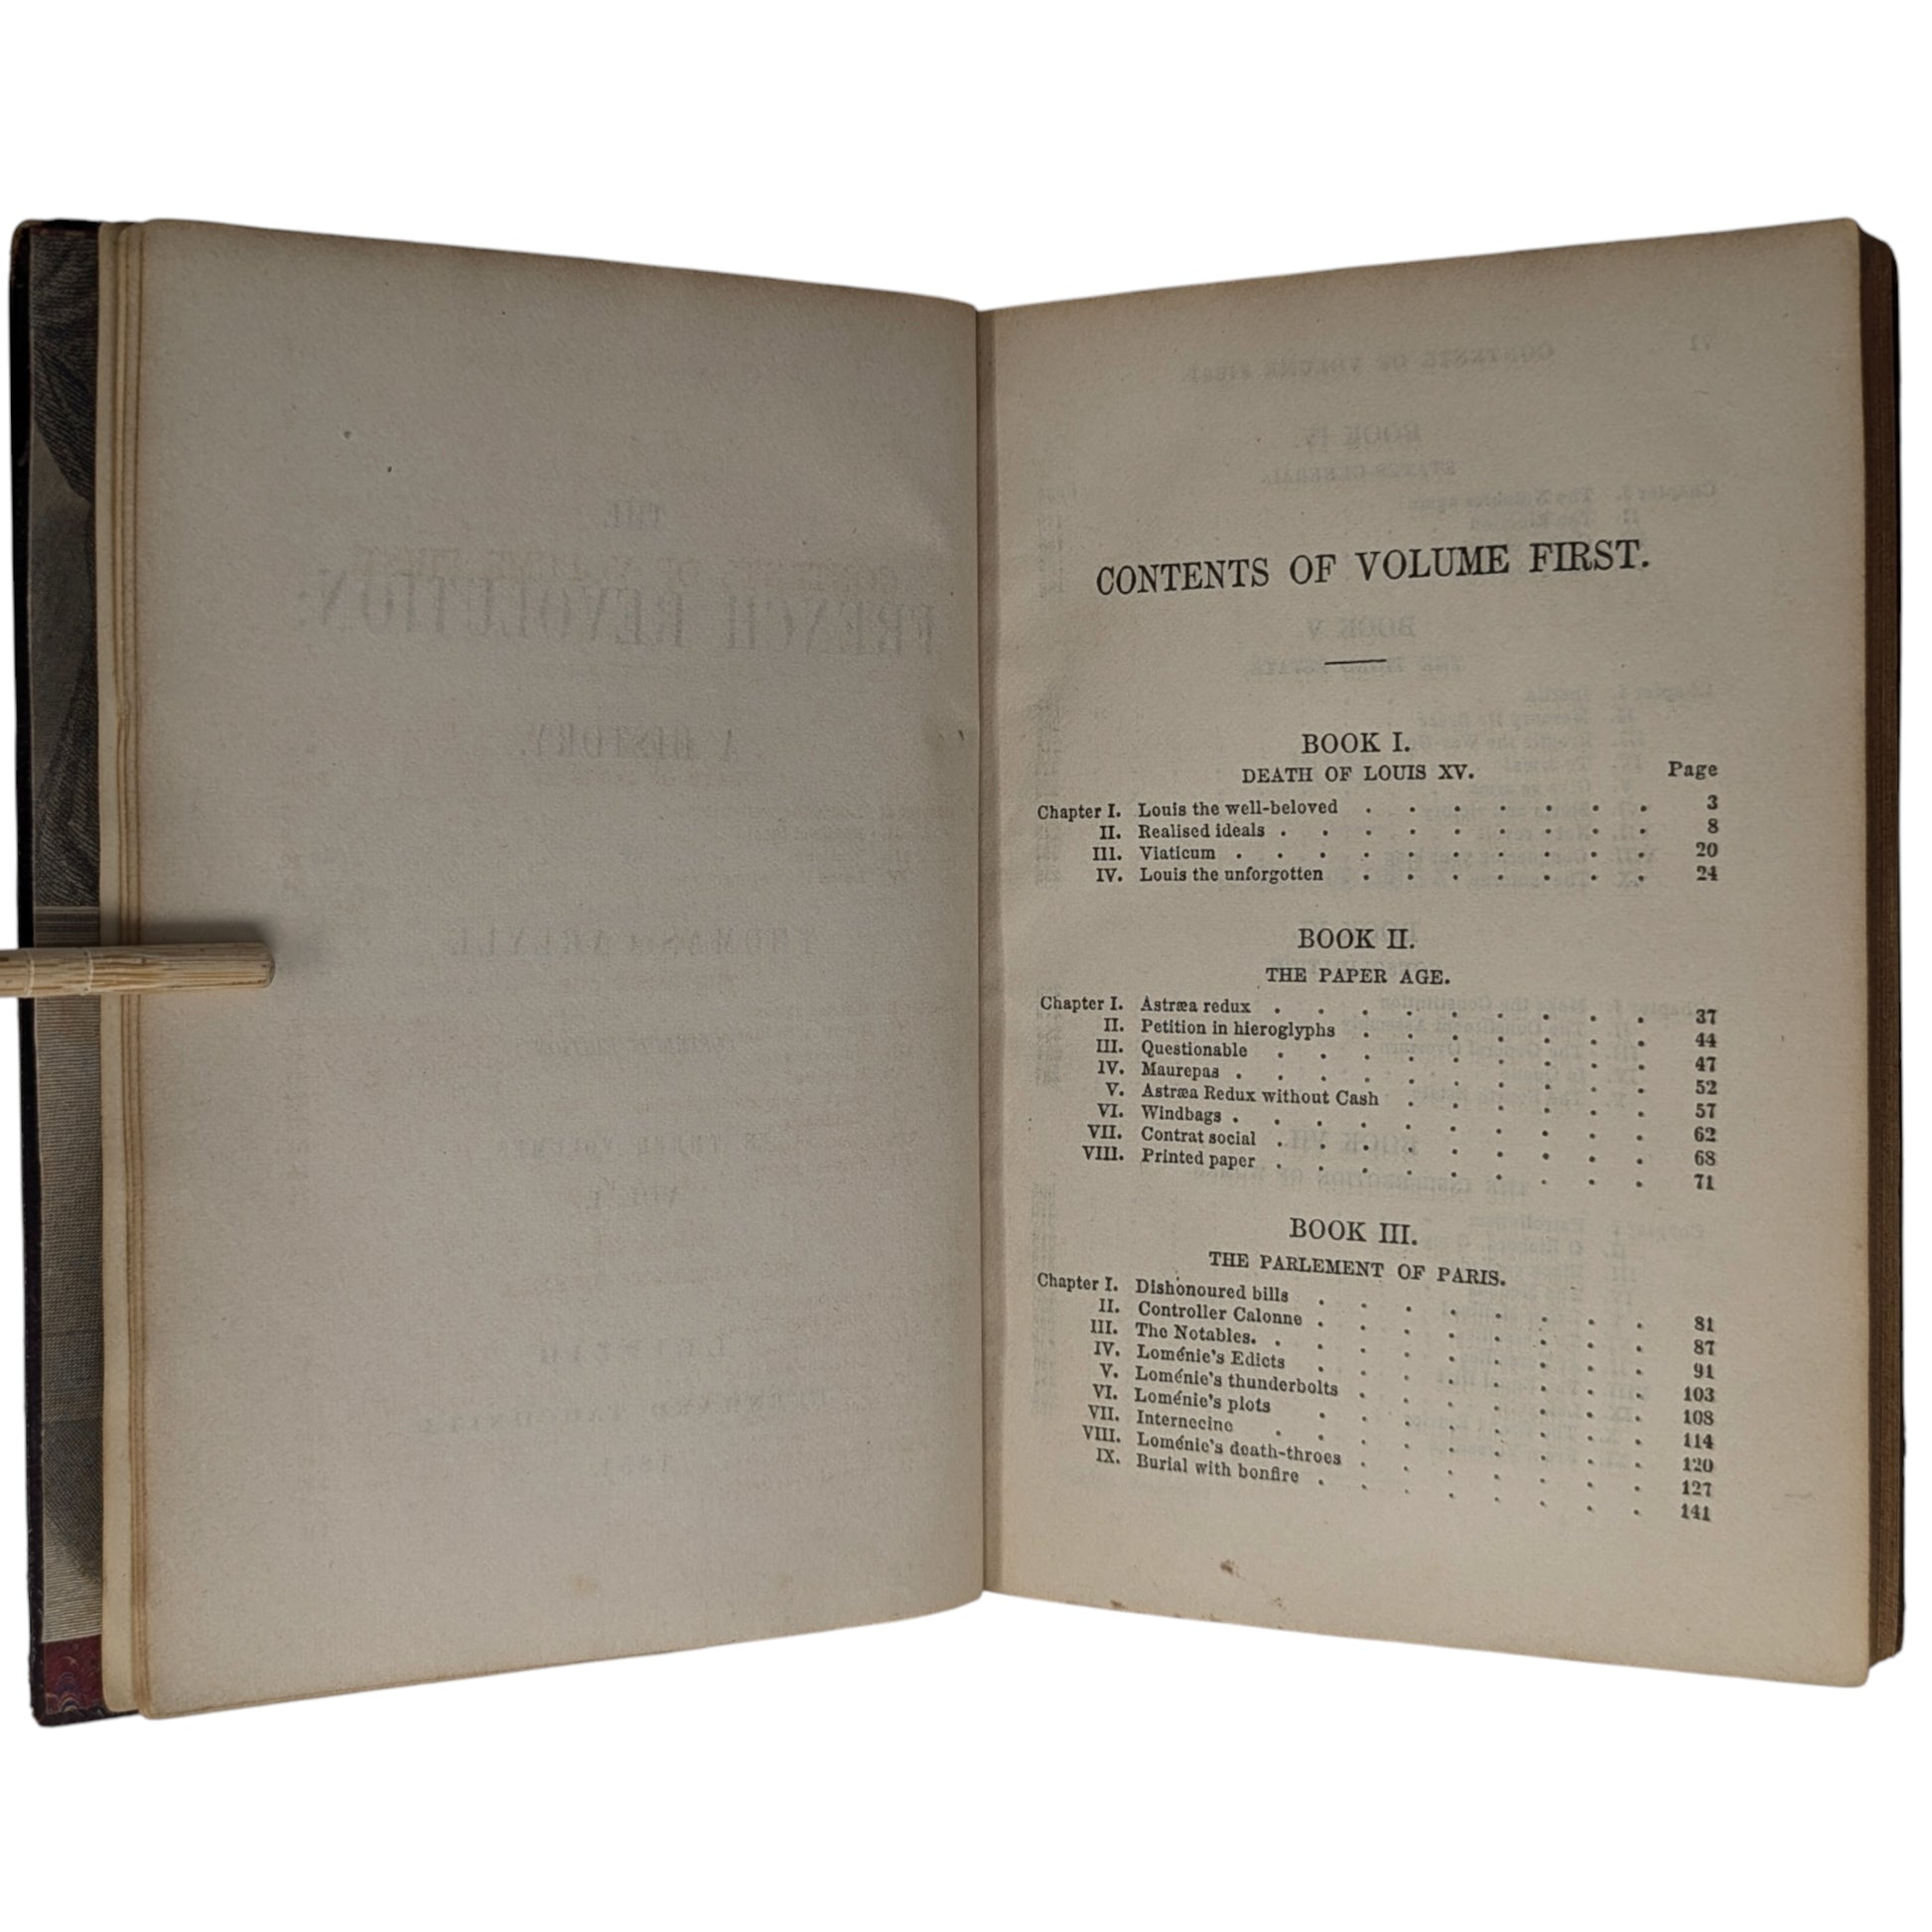 CONTENTS OF VOLUME FIRST.
BOOK I.
DEATH OF LOUIS XV. Page
Chapter I. Louis the well-beloved . . . . . . . 3
II. Realised ideals . . . . . . . . . 8
III. Viaticum . . . . . . . . . . 20
IV. Louis the unforgotten . . . . . . . 24
BOOK II.
THE PAPER AGE.
Chapter I. Astræa redux . . . . . . . . . 37
II. Petition in hieroglyphs . . . . . . . 44
III. Questionable . . . . . . . . . 47
IV. Maurepas . . . . . . . . . . 52
V. Astræa Redux without Cash . . . . . . 57
VI. Windbags . . . . . . . . . . 62
VII. Contrat social . . . . . . . . . 68
VIII. Printed paper . . . . . . . . . 71
BOOK III.
THE PARLEMENT OF PARIS.
Chapter I. Dishonoured bills . . . . . . . . 81
II. Controller Calonne . . . . . . . . 87
III. The Notables. . . . . . . . . . 91
IV. Loménie's Edicts . . . . . . . . 103
V. Loménie's thunderbolts . . . . . . . 108
VI. Loménie's plots . . . . . . . . 114
VII. Internecine . . . . . . . . . 120
VIII. Loménie's death-throes . . . . . . . 127
IX. Burial with bonfire . . . . . . . . 141